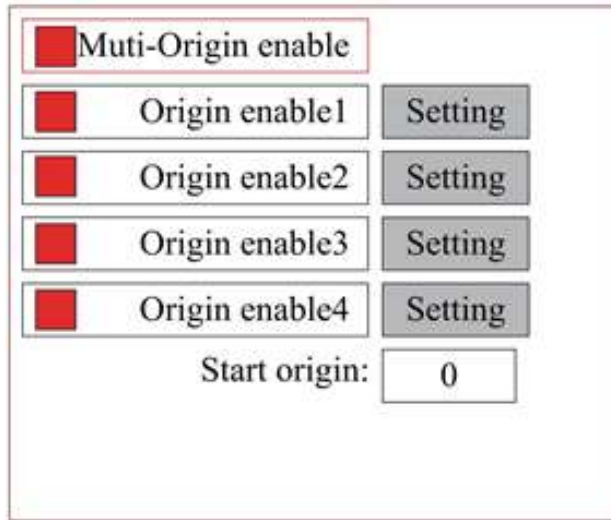 Muti-Origin enable
Origin enable1 Setting
Origin enable2 Setting
Origin enable3 Setting
Origin enable4 Setting
Start origin: 0